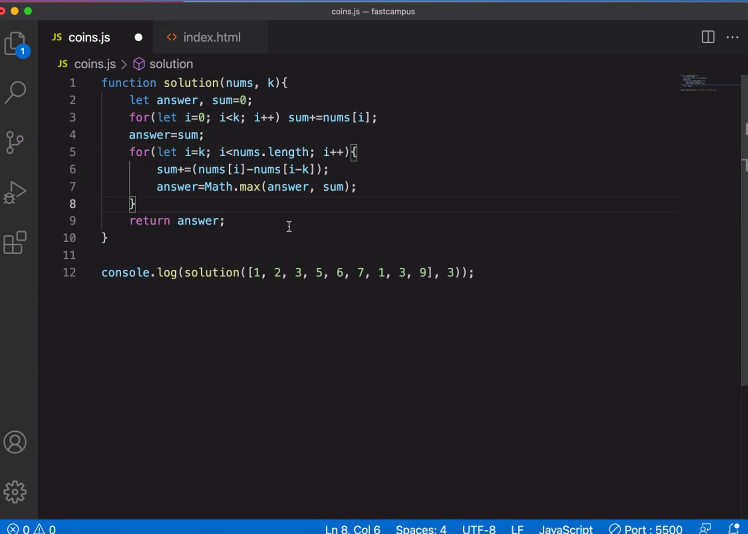 coins.js — fastcampus
JS coins.js ● <> index.html
1
JS coins.js > solution
1 function solution(nums, k){
2 let answer, sum=0;
3 for(let i=0; i<k; i++) sum+=nums[i];
4 answer=sum;
5 for(let i=k; i<nums.length; i++){
6 sum+=(nums[i]-nums[i-k]);
7 answer=Math.max(answer, sum);
8 }
9 return answer;
10 }
11
12 console.log(solution([1, 2, 3, 5, 6, 7, 1, 3, 9], 3));
0 0 Ln 8, Col 6 Spaces: 4 UTF-8 LF JavaScript Port : 5500